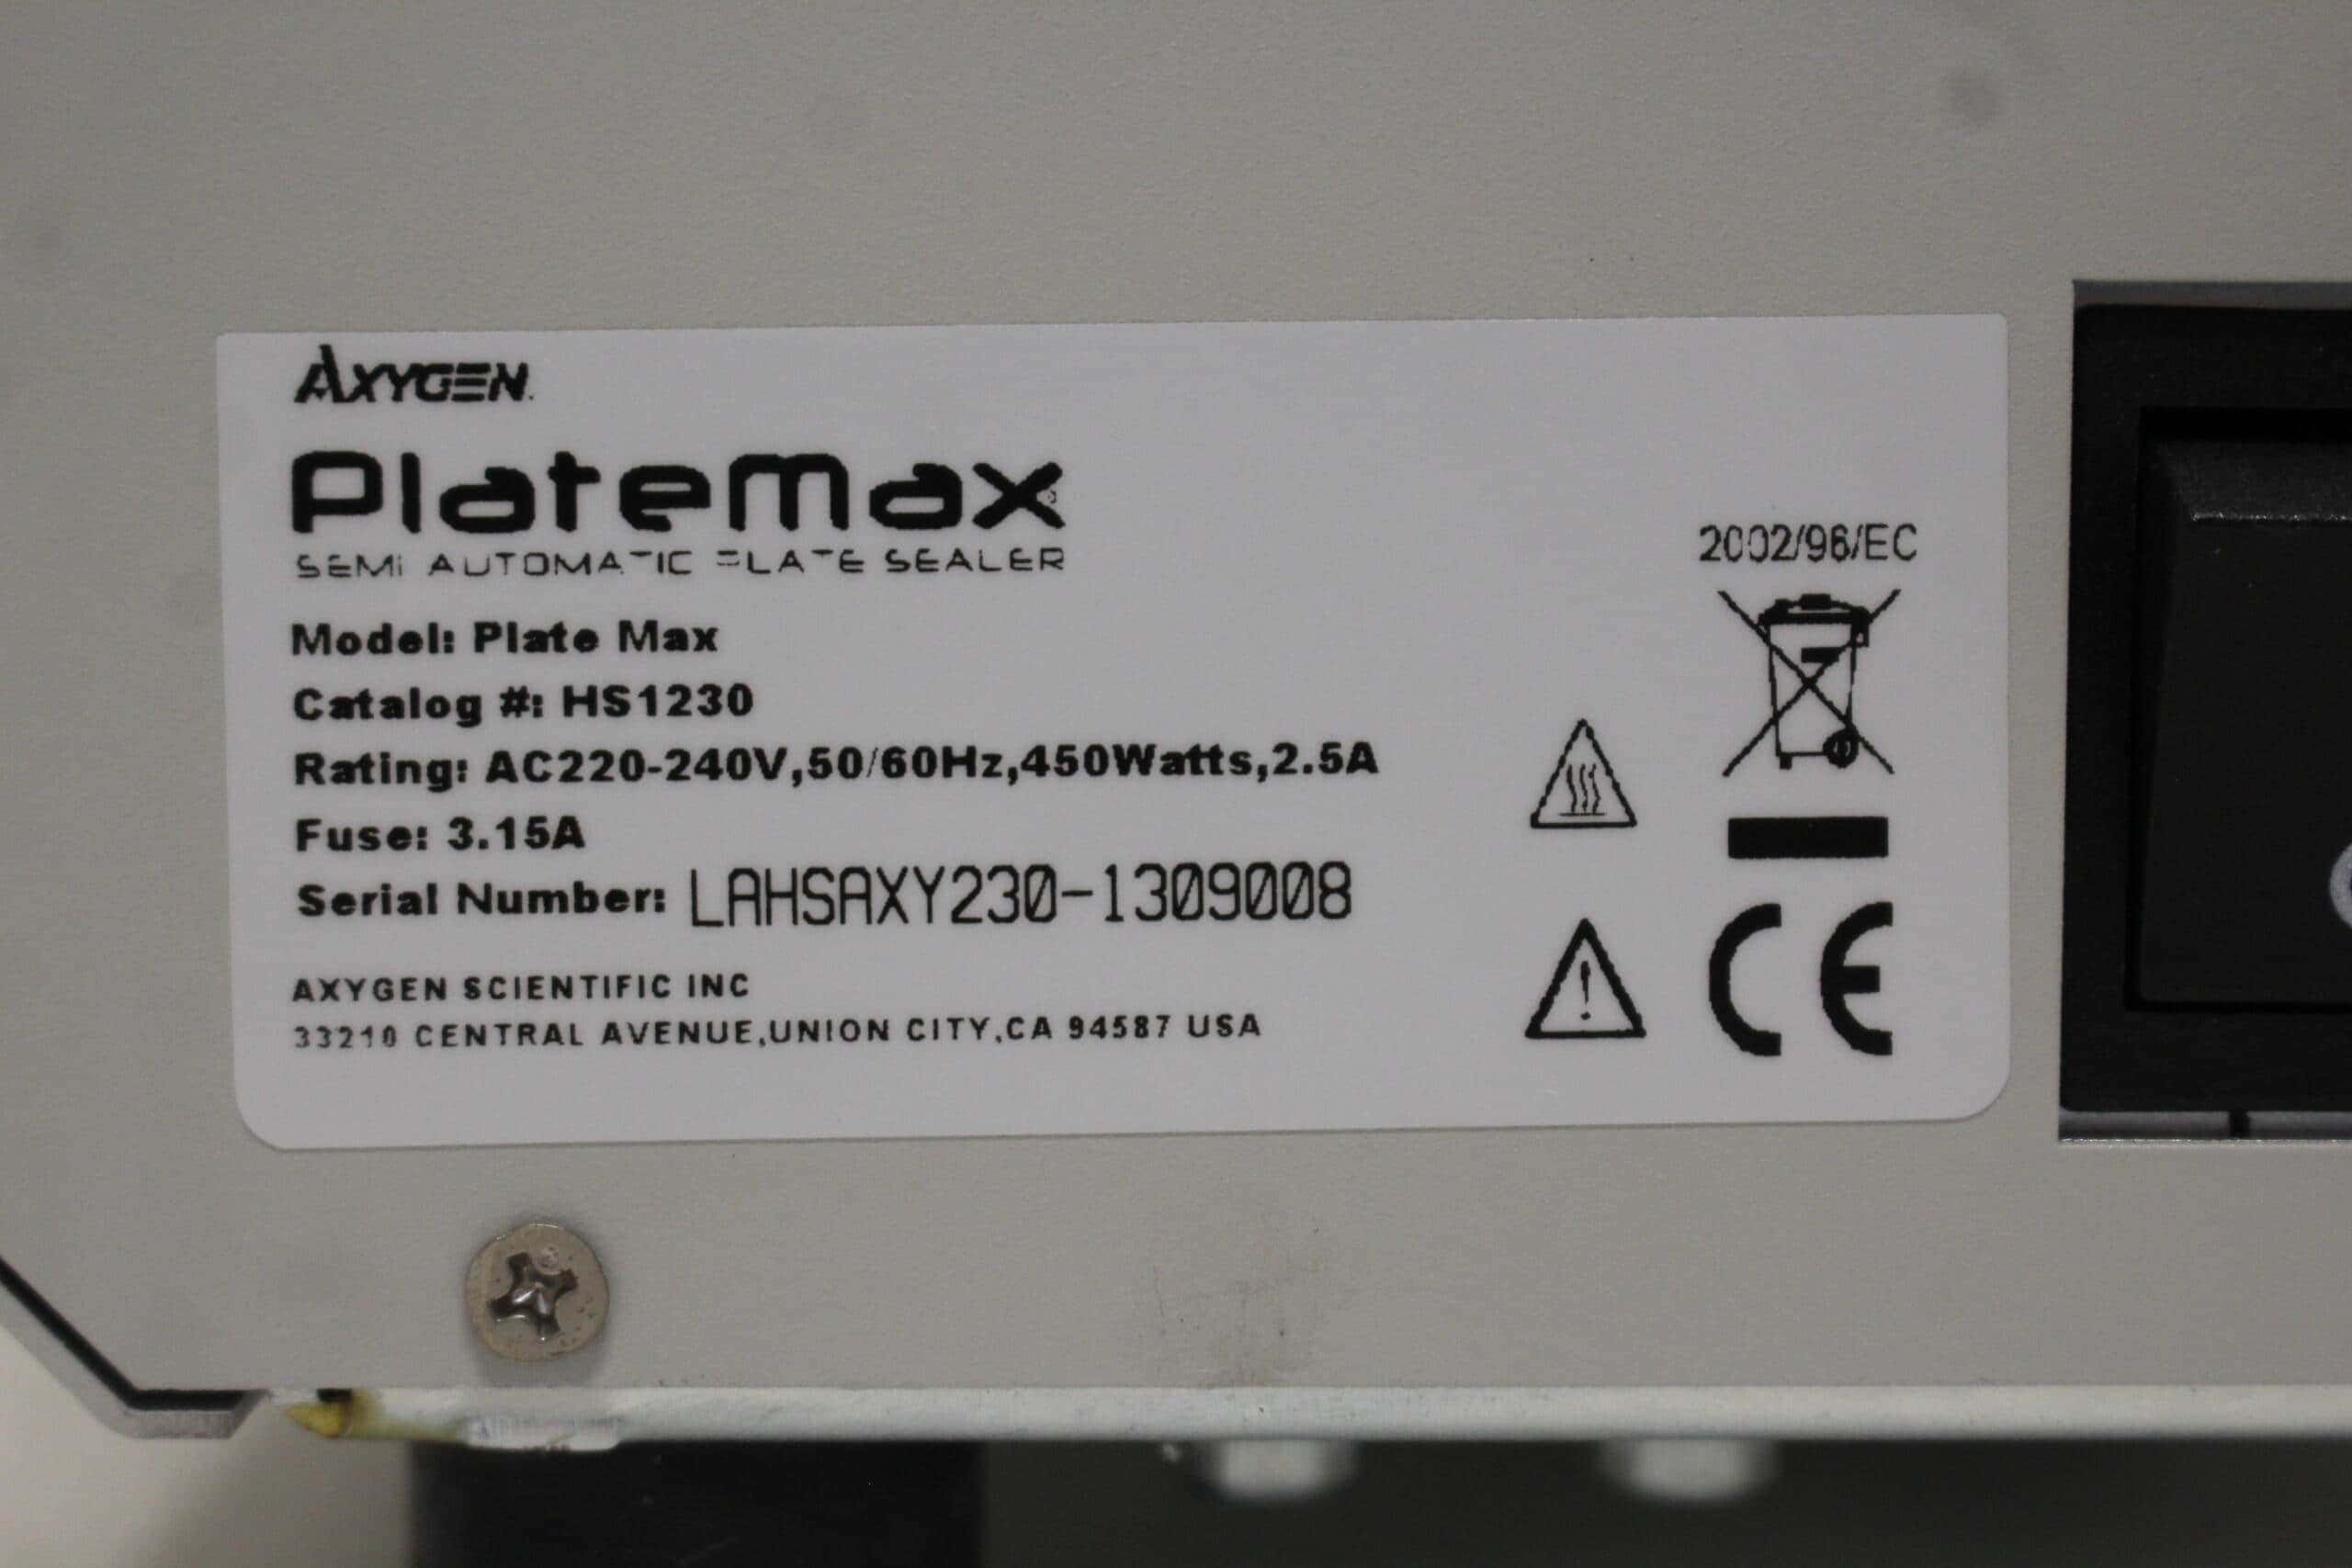 AXYGEN.
PlateMax
SEMI AUTOMATIC PLATE SEALER
Model: Plate Max
Catalog #: HS1230
Rating: AC220-240V,50/60Hz,450Watts,2.5A
Fuse: 3.15A
Serial Number: LAHSAXY230-1309008
AXYGEN SCIENTIFIC INC
33210 CENTRAL AVENUE,UNION CITY,CA 94587 USA
2002/96/EC
CE